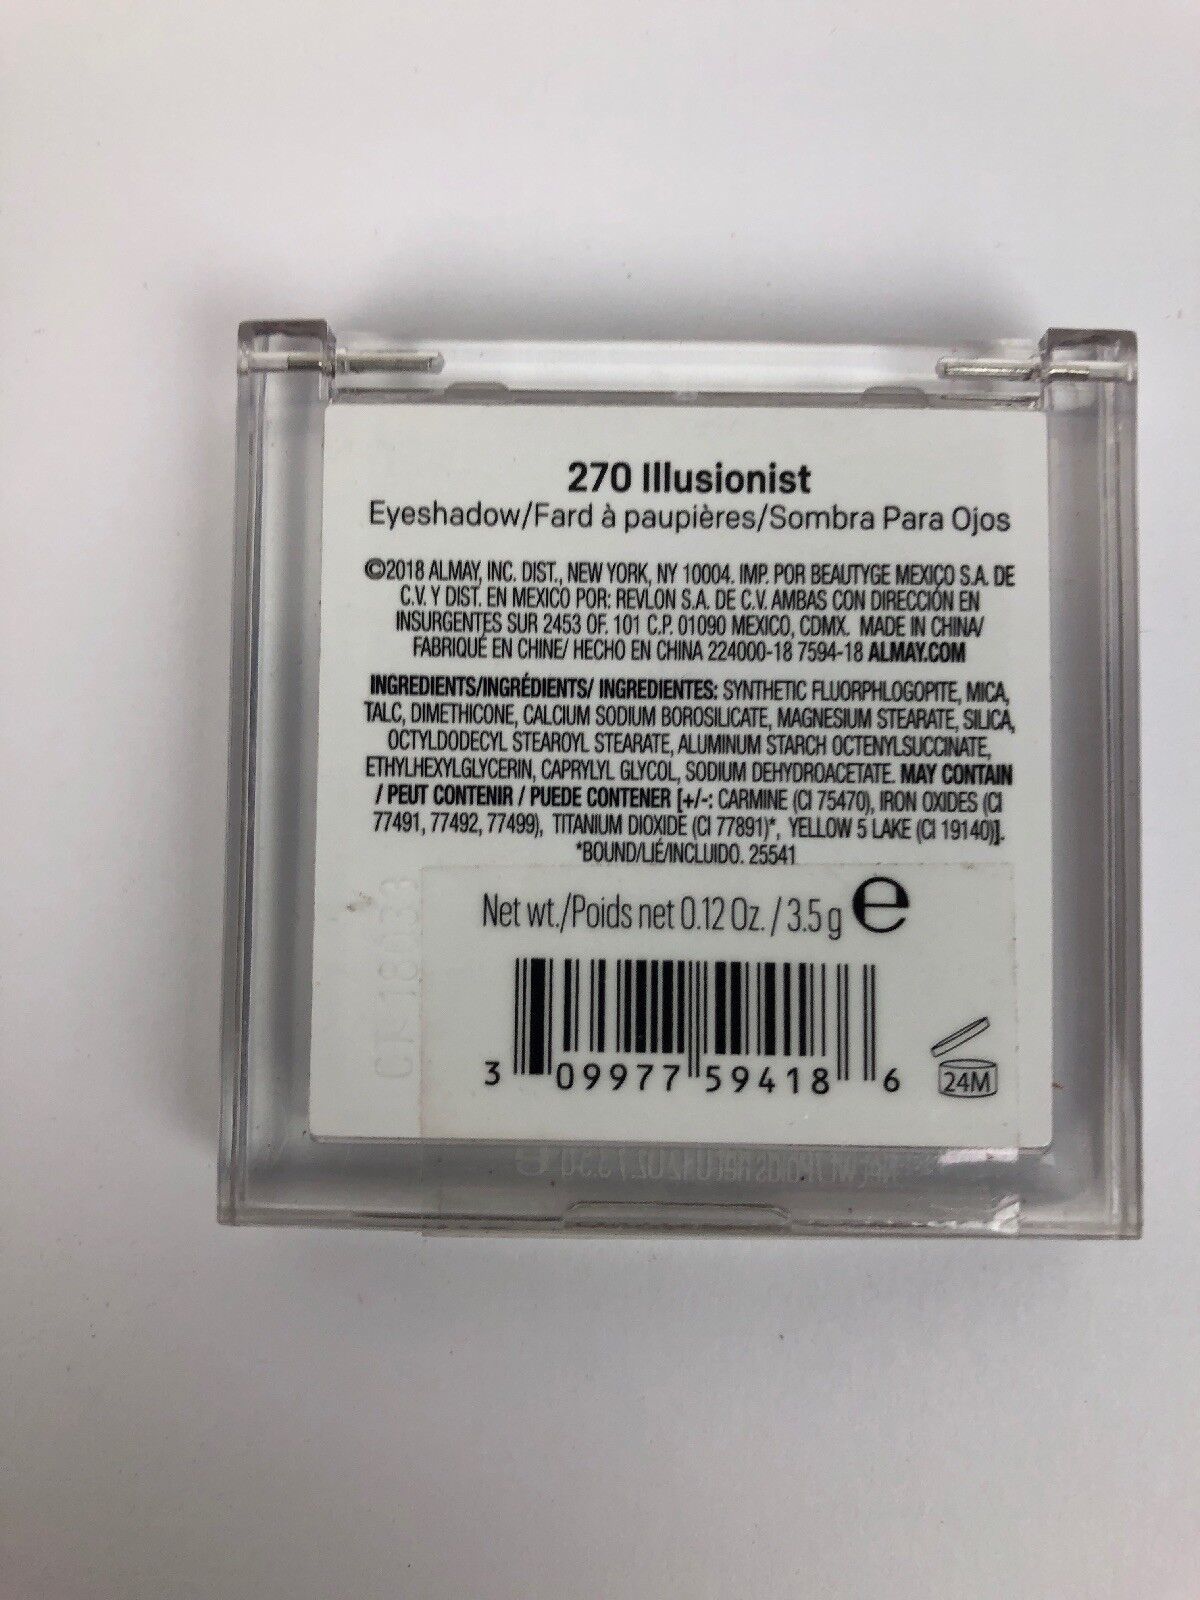 270 Illusionist
Eyeshadow/Fard à paupières/Sombra Para Ojos
©2018 ALMAY, INC. DIST., NEW YORK, NY 10004. IMP. POR BEAUTYGE MEXICO S.A. DE
C.V. Y DIST. EN MEXICO POR: REVLON S.A. DE C.V. AMBAS CON DIRECCIÓN EN
INSURGENTES SUR 2453 OF. 101 C.P. 01090 MEXICO, CDMX. MADE IN CHINA/
FABRIQUÉ EN CHINE/ HECHO EN CHINA 224000-18 7594-18 ALMAY.COM
INGREDIENTS/INGRÉDIENTS/ INGREDIENTES: SYNTHETIC FLUORPHLOGOPITE, MICA,
TALC, DIMETHICONE, CALCIUM SODIUM BOROSILICATE, MAGNESIUM STEARATE, SILICA,
OCTYLDODECYL STEAROYL STEARATE, ALUMINUM STARCH OCTENYLSUCCINATE,
ETHYLHEXYLGLYCERIN, CAPRYLYL GLYCOL, SODIUM DEHYDROACETATE. MAY CONTAIN
/ PEUT CONTENIR / PUEDE CONTENER [+/-: CARMINE (CI 75470), IRON OXIDES (CI
77491, 77492, 77499), TITANIUM DIOXIDE (CI 77891)*, YELLOW 5 LAKE (CI 19140)].
*BOUND/LIÉ/INCLUIDO. 25541
Net wt./Poids net 0.12 Oz. / 3.5 g e
3 09977 59418 6
24M